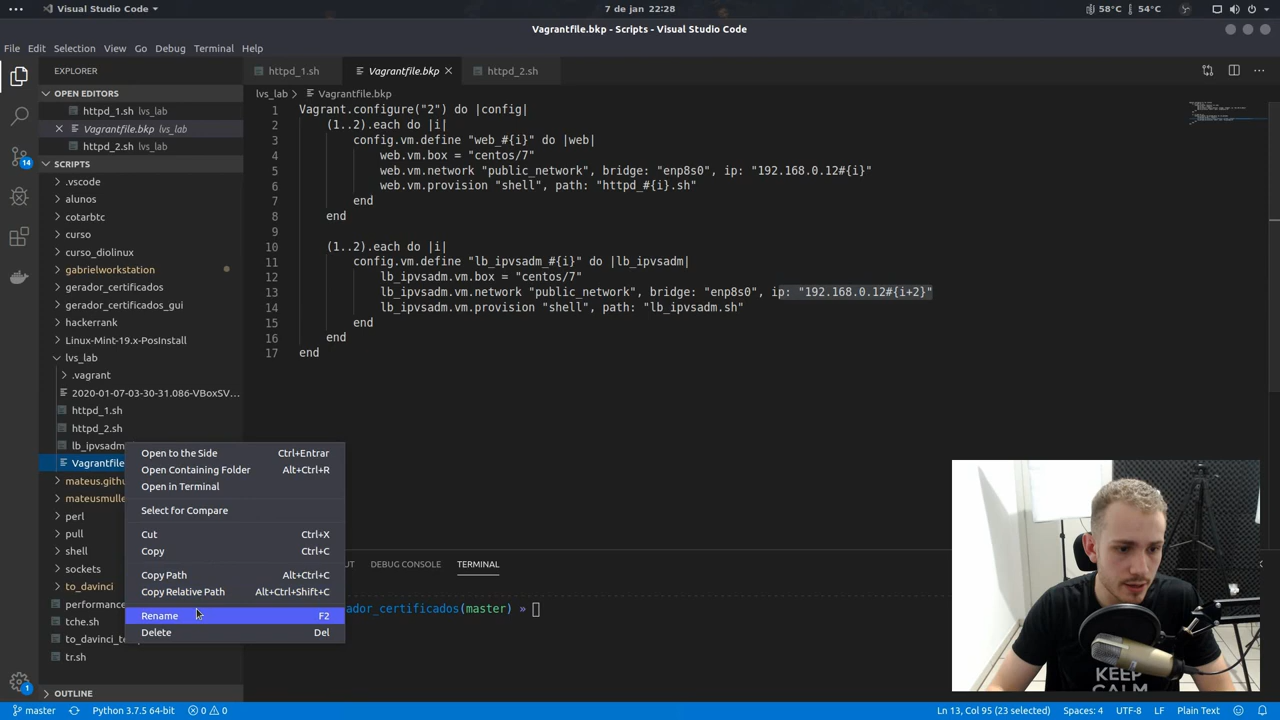 Visual Studio Code
7 de jan 22:28
58°C
54°C
Vagrantfile.bkp - Scripts - Visual Studio Code
File Edit Selection View Go Debug Terminal Help
EXPLORER
OPEN EDITORS
httpd_1.sh lvs_lab
Vagrantfile.bkp lvs_lab
httpd_2.sh lvs_lab
SCRIPTS
.vscode
alunos
cotarbtc
curso
curso_diolinux
gabrielworkstation
gerador_certificados
gerador_certificados_gui
hackerrank
Linux-Mint-19.x-PosInstall
lvs_lab
.vagrant
2020-01-07-03-30-31.086-VBoxSV...
httpd_1.sh
httpd_2.sh
lb_ipvsadm
Vagrantfile
mateus.githu
mateusmulle
perl
pull
shell
sockets
to_davinci
performance
tche.sh
to_davinci_te
tr.sh
OUTLINE
14
1
httpd_1.sh
Vagrantfile.bkp
httpd_2.sh
lvs_lab > Vagrantfile.bkp
1 Vagrant.configure("2") do |config|
2 (1..2).each do |i|
3 config.vm.define "web_#{i}" do |web|
4 web.vm.box = "centos/7"
5 web.vm.network "public_network", bridge: "enp8s0", ip: "192.168.0.12#{i}"
6 web.vm.provision "shell", path: "httpd_#{i}.sh"
7 end
8 end
9
10 (1..2).each do |i|
11 config.vm.define "lb_ipvsadm_#{i}" do |lb_ipvsadm|
12 lb_ipvsadm.vm.box = "centos/7"
13 lb_ipvsadm.vm.network "public_network", bridge: "enp8s0", ip: "192.168.0.12#{i+2}"
14 lb_ipvsadm.vm.provision "shell", path: "lb_ipvsadm.sh"
15 end
16 end
17 end
Open to the Side Ctrl+Entrar
Open Containing Folder Alt+Ctrl+R
Open in Terminal
Select for Compare
Cut Ctrl+X
Copy Ctrl+C
Copy Path Alt+Ctrl+C
Copy Relative Path Alt+Ctrl+Shift+C
Rename F2
Delete Del
UT DEBUG CONSOLE TERMINAL
ador_certificados(master) »
KEEP
CALM
master Python 3.7.5 64-bit 0 0 Ln 13, Col 95 (23 selected) Spaces: 4 UTF-8 LF Plain Text